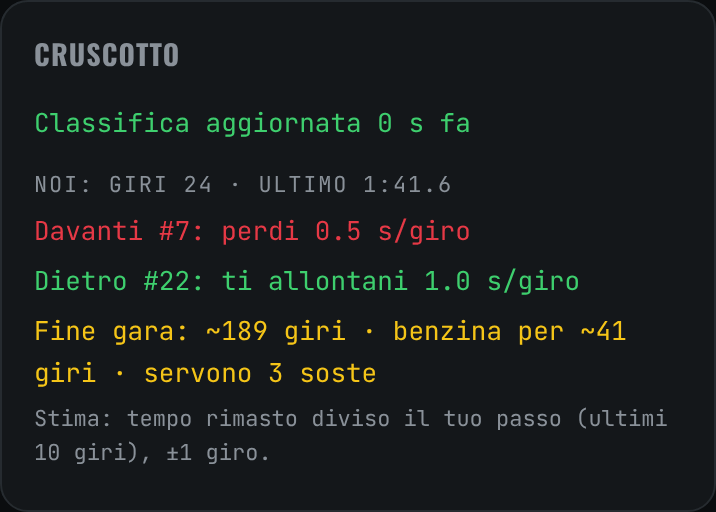 CRUSCOTTO
Classifica aggiornata 0 s fa
NOI: GIRI 24 · ULTIMO 1:41.6
Davanti #7: perdi 0.5 s/giro
Dietro #22: ti allontani 1.0 s/giro
Fine gara: ~189 giri · benzina per ~41
giri · servono 3 soste
Stima: tempo rimasto diviso il tuo passo (ultimi
10 giri), ±1 giro.